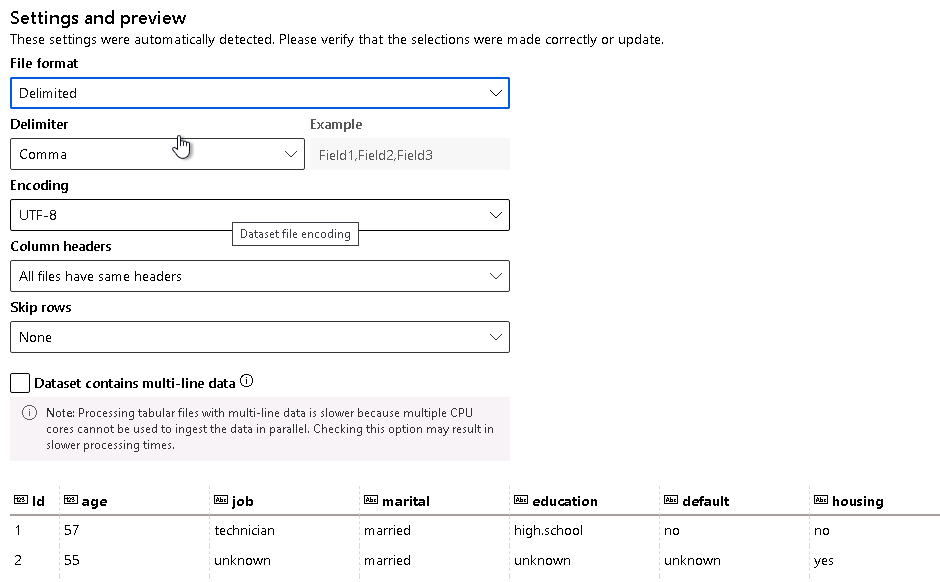 Settings and preview
These settings were automatically detected. Please verify that the selections were made correctly or update.
File format
Delimited
Delimiter Example
Comma Field1,Field2,Field3
Encoding
UTF-8
Dataset file encoding
Column headers
All files have same headers
Skip rows
None
Dataset contains multi-line data
Note: Processing tabular files with multi-line data is slower because multiple CPU
cores cannot be used to ingest the data in parallel. Checking this option may result in
slower processing times.
123 Id 123 age Abc job Abc marital Abc education Abc default Abc housing
1 57 technician married high.school no no
2 55 unknown married unknown unknown yes